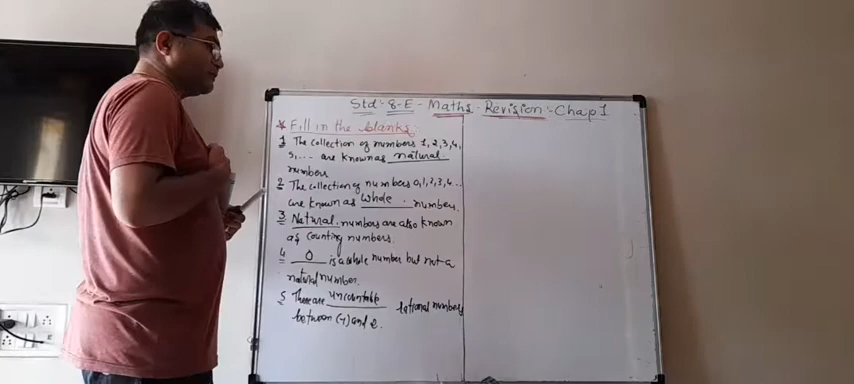 Std:- 8-E - Maths - Revision :- Chap 1
* Fill in the blanks
1 The collection of numbers 1, 2, 3, 4,
5, ... are known as natural
numbers
2 The collection of numbers 0, 1, 2, 3, 4 ...
are known as whole. number.
3 Natural. numbers are also known
as counting numbers.
4 0 is a whole number but not a
natural number.
5 There are uncountable rational numbers
between and 2.